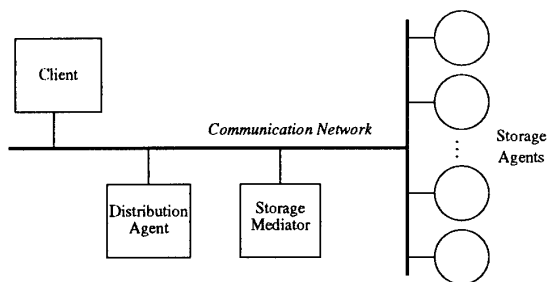 Client
Communication Network
Storage
Agents
Distribution
Agent
Storage
Mediator